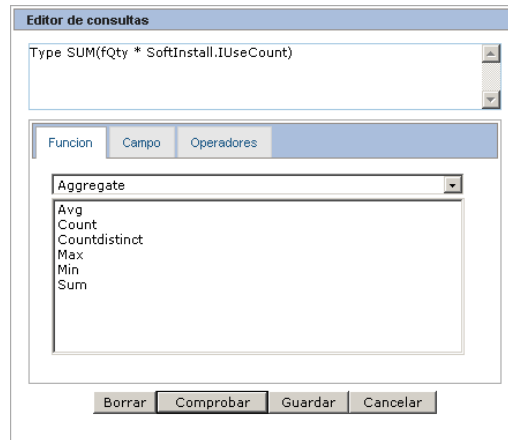 Editor de consultas
Type SUM(fQty * SoftInstall.IUseCount)
Funcion Campo Operadores
Aggregate
Avg
Count
Countdistinct
Max
Min
Sum
Borrar Comprobar Guardar Cancelar